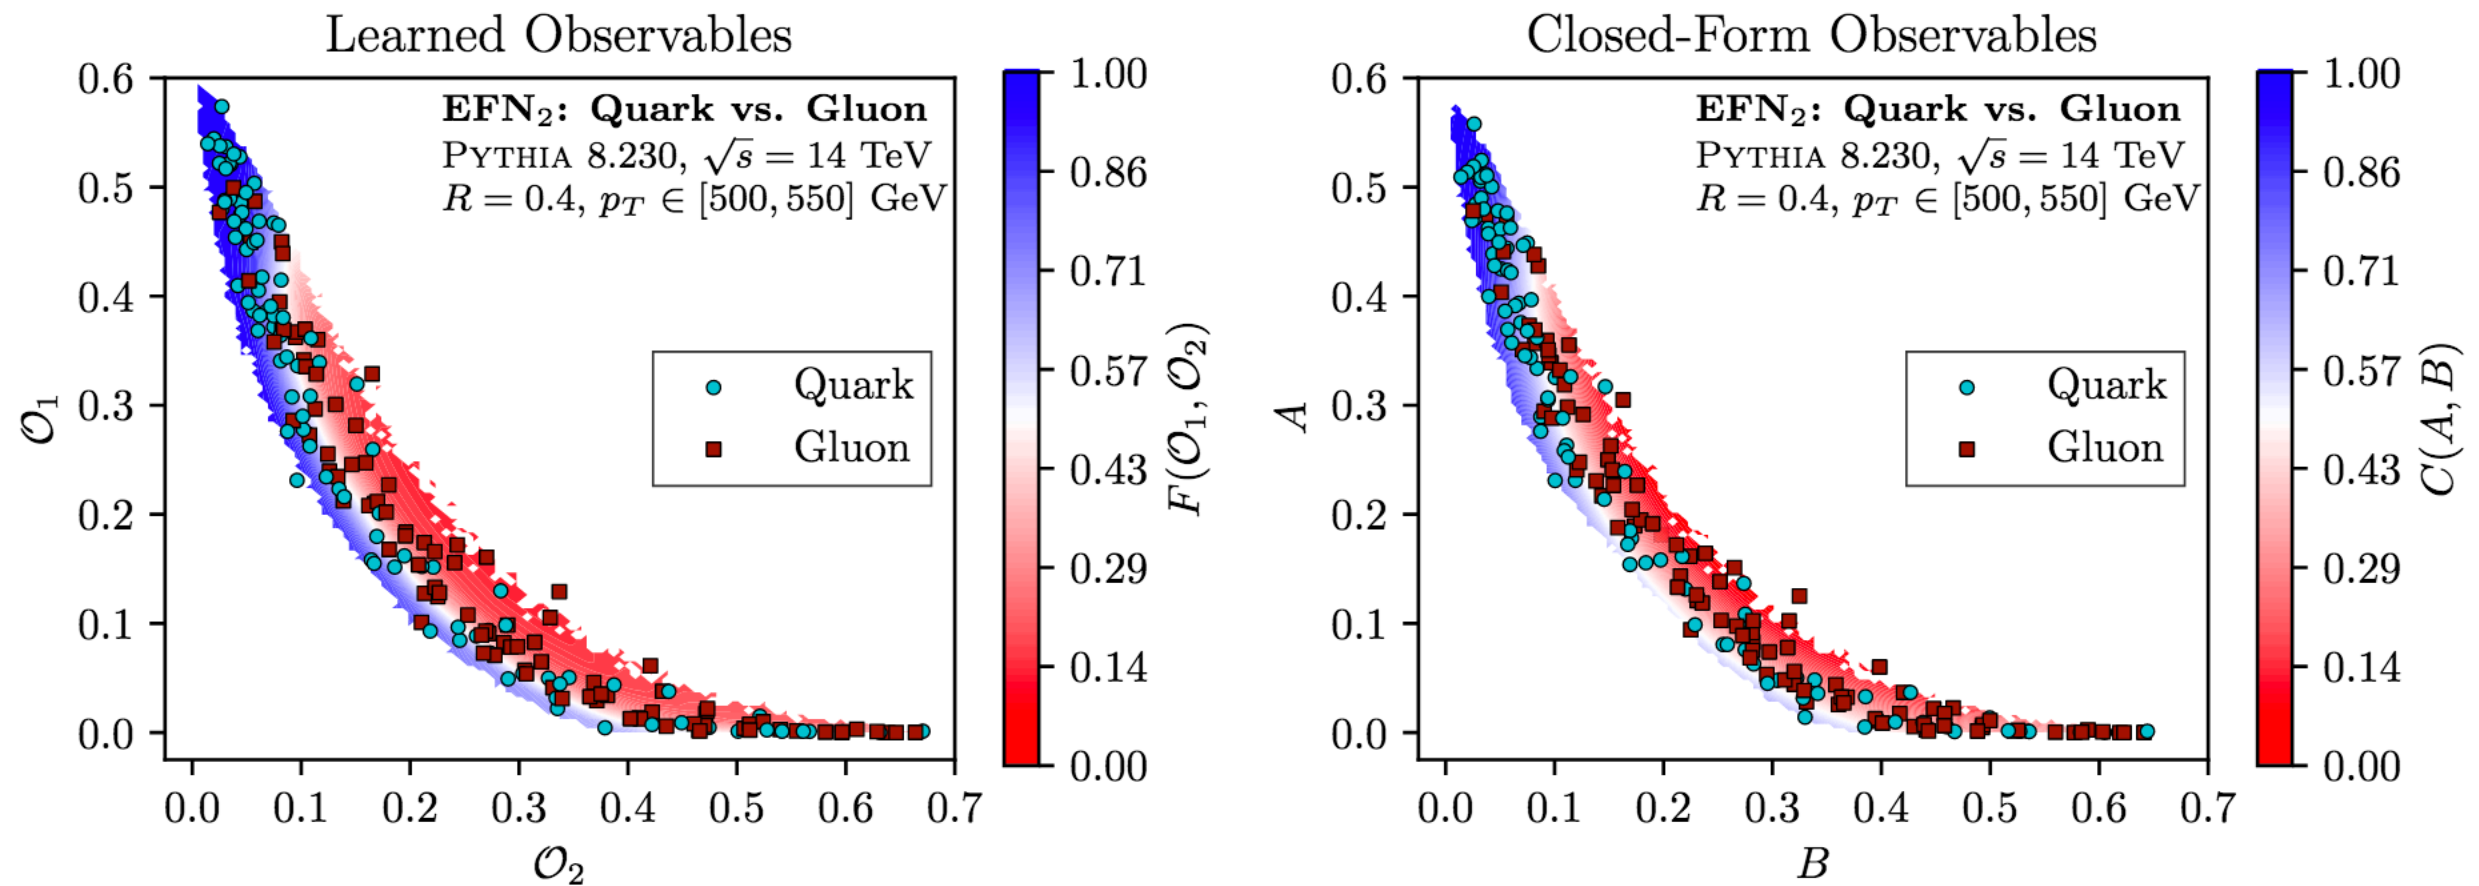 Learned Observables
0.6
0.5
0.4
0.3
0.2
0.1
0.0
𝒪₁
EFN₂: Quark vs. Gluon
PYTHIA 8.230, √s = 14 TeV
R = 0.4, p_T ∈ [500, 550] GeV
Quark
Gluon
0.0 0.1 0.2 0.3 0.4 0.5 0.6 0.7
𝒪₂
1.00
0.86
0.71
0.57
0.43
0.29
0.14
0.00
F(𝒪₁, 𝒪₂)
Closed-Form Observables
0.6
0.5
0.4
0.3
0.2
0.1
0.0
A
EFN₂: Quark vs. Gluon
PYTHIA 8.230, √s = 14 TeV
R = 0.4, p_T ∈ [500, 550] GeV
Quark
Gluon
0.0 0.1 0.2 0.3 0.4 0.5 0.6 0.7
B
1.00
0.86
0.71
0.57
0.43
0.29
0.14
0.00
C(A, B)